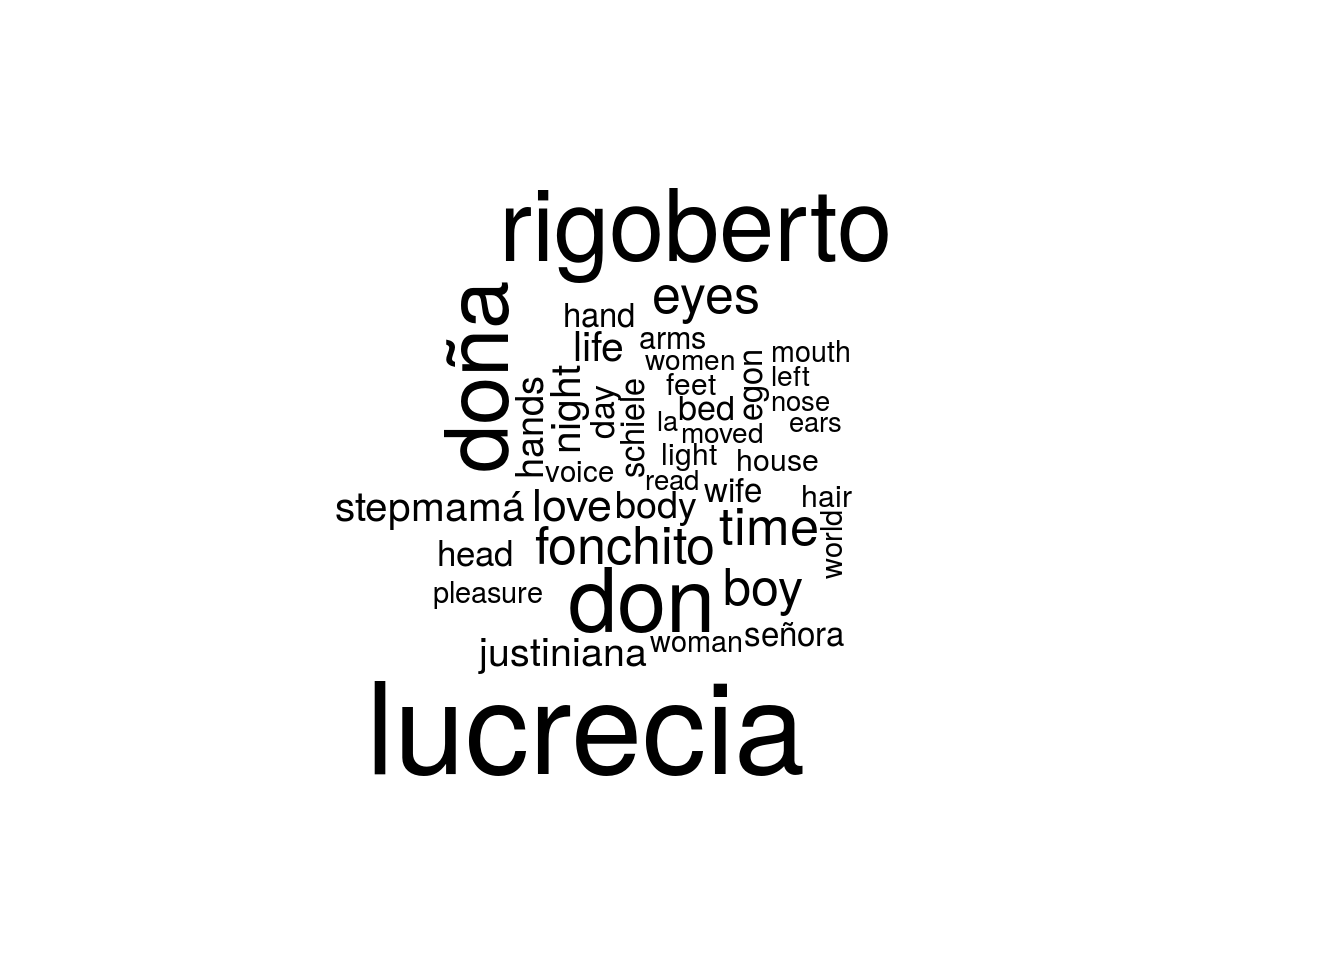 rigoberto
doña
eyes
hand
life
arms
women
mouth
left
feet
egon
hands
night
day
schiele
bed
nose
la
ears
moved
light
house
voice
read
wife
hair
stepmamá
love
body
time
world
head
fonchito
pleasure
don
boy
justiniana
woman
señora
lucrecia